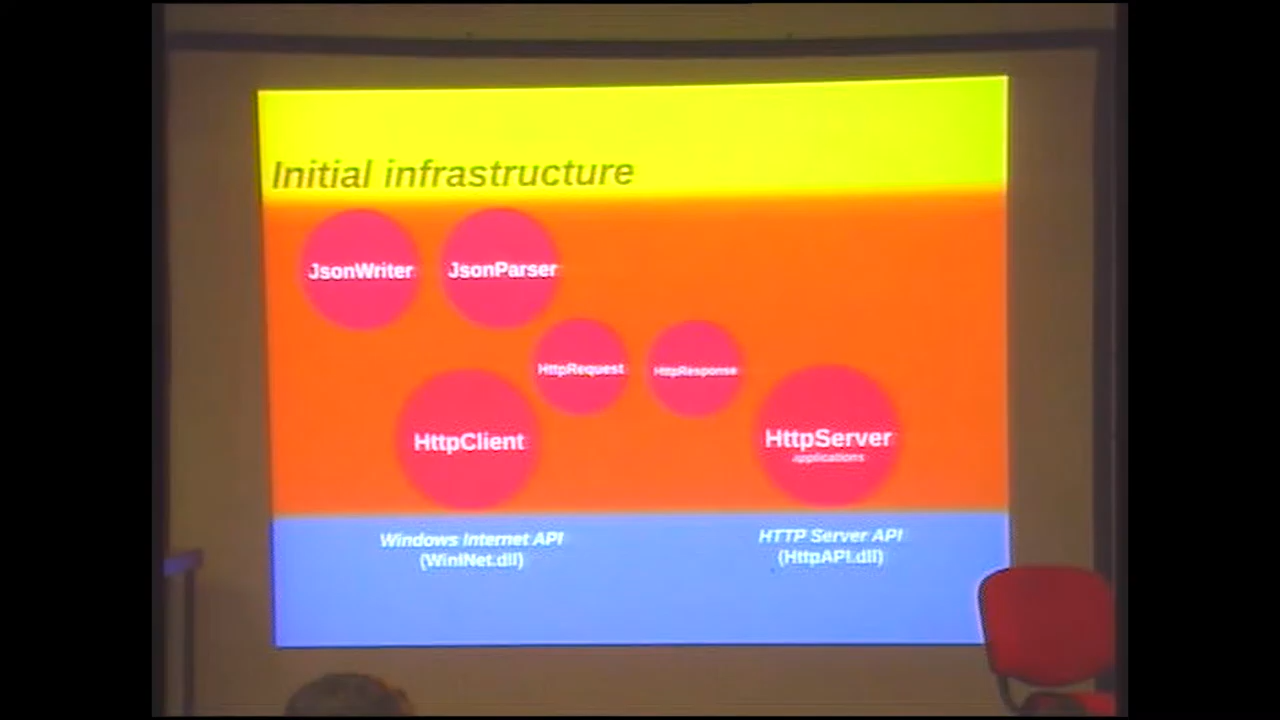 Initial infrastructure
JsonWriter
JsonParser
HttpRequest
HttpResponse
HttpClient
HttpServer
applications
Windows Internet API
(WinINet.dll)
HTTP Server API
(HttpAPI.dll)